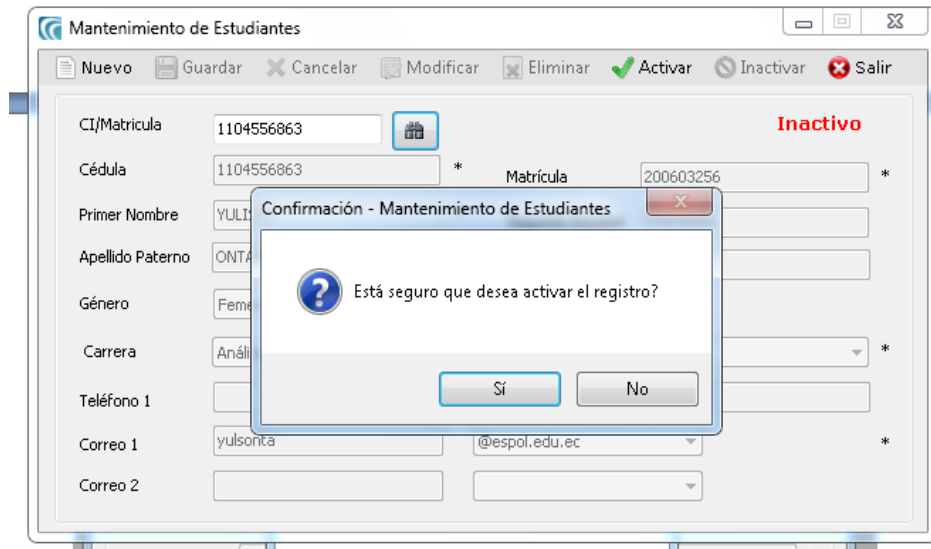 Mantenimiento de Estudiantes
Nuevo Guardar Cancelar Modificar Eliminar Activar Inactivar Salir
CI/Matricula 1104556863 Inactivo
Cédula 1104556863 * Matrícula 200603256 *
Confirmación - Mantenimiento de Estudiantes
Primer Nombre
Apellido Paterno
Está seguro que desea activar el registro?
Género
Carrera *
Sí No
Teléfono 1
Correo 1 yulsonta @espol.edu.ec *
Correo 2